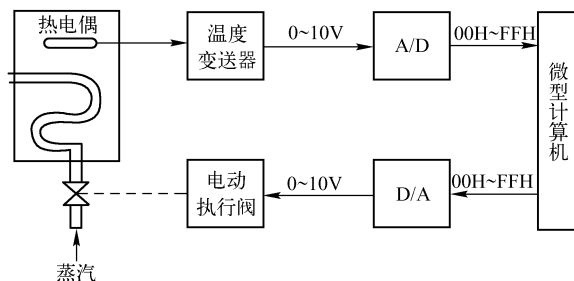 热电偶
温度
变送器
0~10V
A/D
00H~FFH
微型计算机
电动
执行阀
0~10V
D/A
00H~FFH
蒸汽